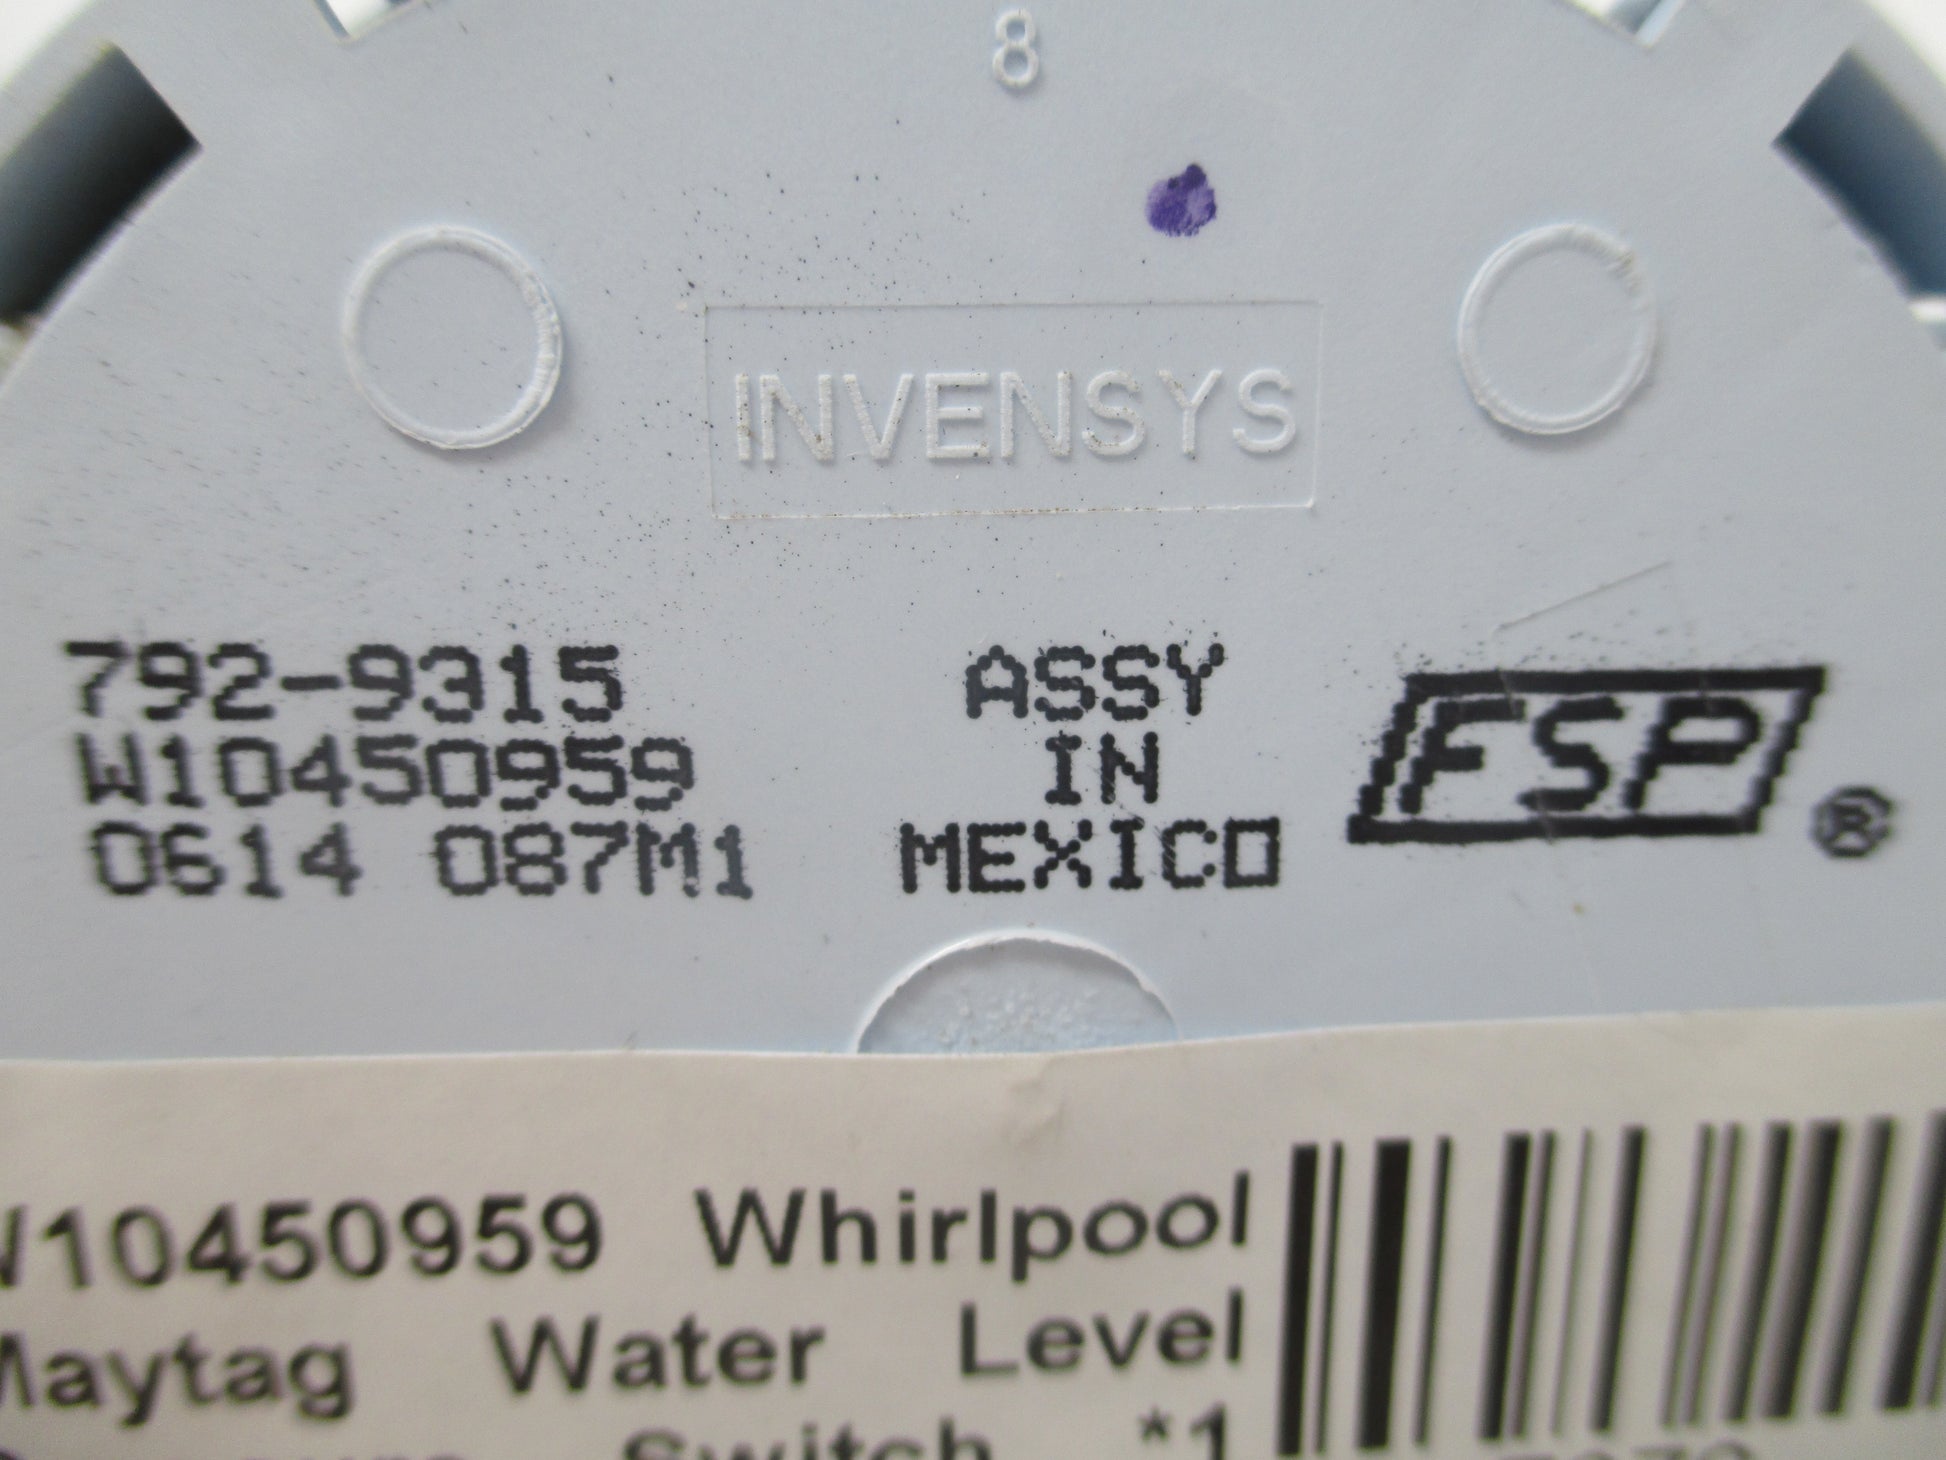 8
INVENSYS
792-9315
W10450959
0614 087M1
ASSY
IN
MEXICO
FSP ®
W10450959 Whirlpool
Maytag Water Level
Switch *1